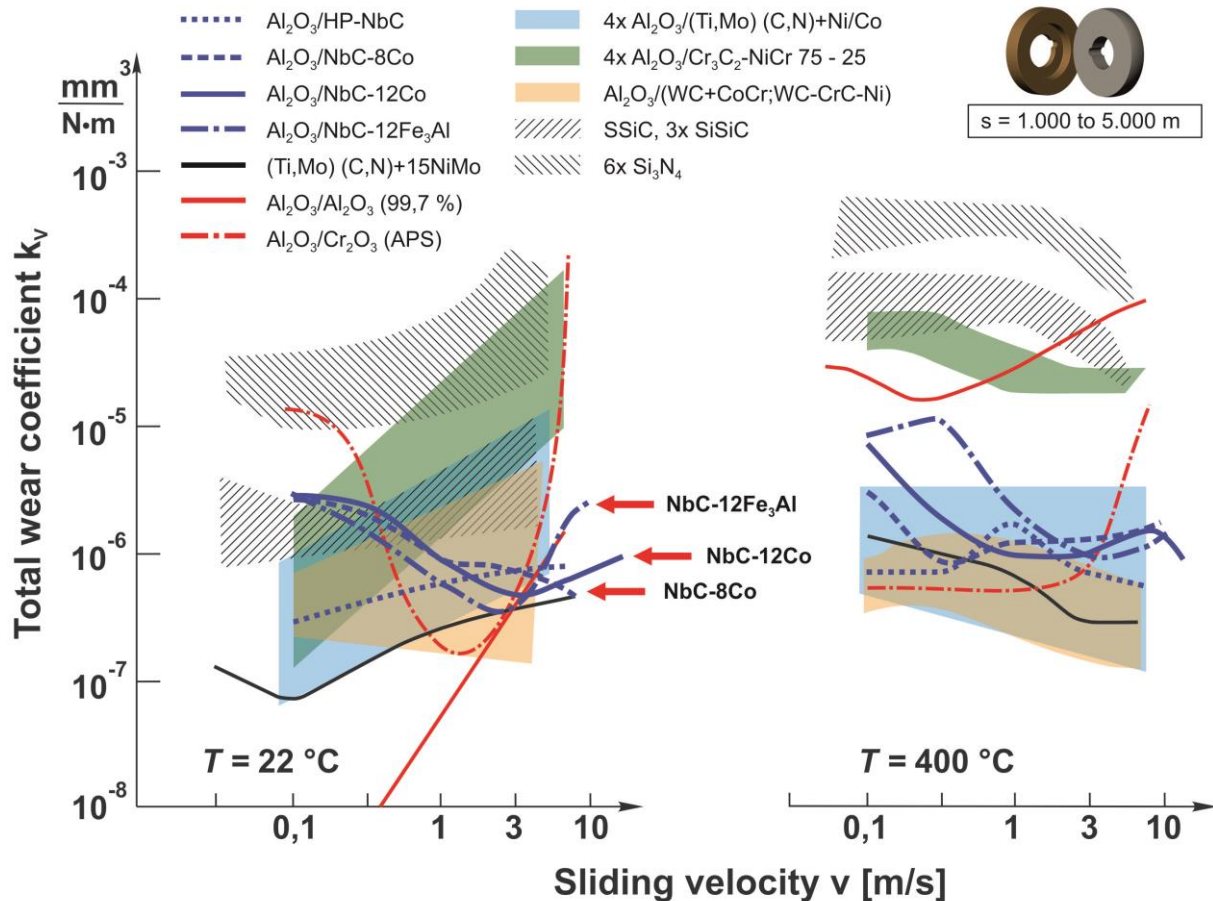 mm³
N·m
Total wear coefficient kᵥ
10⁻³
10⁻⁴
10⁻⁵
10⁻⁶
10⁻⁷
10⁻⁸
Al₂O₃/HP-NbC
Al₂O₃/NbC-8Co
Al₂O₃/NbC-12Co
Al₂O₃/NbC-12Fe₃Al
(Ti,Mo) (C,N)+15NiMo
Al₂O₃/Al₂O₃ (99,7 %)
Al₂O₃/Cr₂O₃ (APS)
4x Al₂O₃/(Ti,Mo) (C,N)+Ni/Co
4x Al₂O₃/Cr₃C₂-NiCr 75 - 25
Al₂O₃/(WC+CoCr;WC-CrC-Ni)
SSiC, 3x SiSiC
6x Si₃N₄
s = 1.000 to 5.000 m
NbC-12Fe₃Al
NbC-12Co
NbC-8Co
T = 22 °C
T = 400 °C
0,1 1 3 10
0,1 1 3 10
Sliding velocity v [m/s]